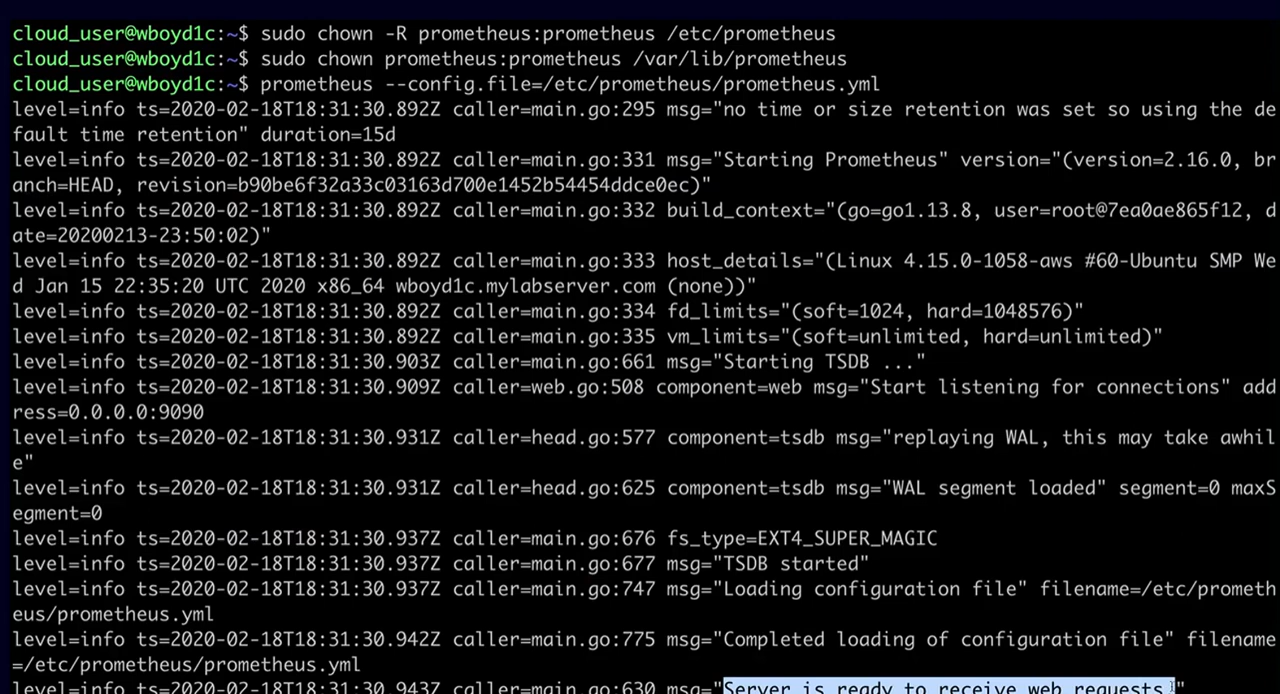 cloud_user@wboyd1c:~$ sudo chown -R prometheus:prometheus /etc/prometheus
cloud_user@wboyd1c:~$ sudo chown prometheus:prometheus /var/lib/prometheus
cloud_user@wboyd1c:~$ prometheus --config.file=/etc/prometheus/prometheus.yml
level=info ts=2020-02-18T18:31:30.892Z caller=main.go:295 msg="no time or size retention was set so using the de
fault time retention" duration=15d
level=info ts=2020-02-18T18:31:30.892Z caller=main.go:331 msg="Starting Prometheus" version="(version=2.16.0, br
anch=HEAD, revision=b90be6f32a33c03163d700e1452b54454ddce0ec)"
level=info ts=2020-02-18T18:31:30.892Z caller=main.go:332 build_context="(go=go1.13.8, user=root@7ea0ae865f12, d
ate=20200213-23:50:02)"
level=info ts=2020-02-18T18:31:30.892Z caller=main.go:333 host_details="(Linux 4.15.0-1058-aws #60-Ubuntu SMP We
d Jan 15 22:35:20 UTC 2020 x86_64 wboyd1c.mylabserver.com (none))"
level=info ts=2020-02-18T18:31:30.892Z caller=main.go:334 fd_limits="(soft=1024, hard=1048576)"
level=info ts=2020-02-18T18:31:30.892Z caller=main.go:335 vm_limits="(soft=unlimited, hard=unlimited)"
level=info ts=2020-02-18T18:31:30.903Z caller=main.go:661 msg="Starting TSDB ..."
level=info ts=2020-02-18T18:31:30.909Z caller=web.go:508 component=web msg="Start listening for connections" add
ress=0.0.0.0:9090
level=info ts=2020-02-18T18:31:30.931Z caller=head.go:577 component=tsdb msg="replaying WAL, this may take awhil
e"
level=info ts=2020-02-18T18:31:30.931Z caller=head.go:625 component=tsdb msg="WAL segment loaded" segment=0 maxS
egment=0
level=info ts=2020-02-18T18:31:30.937Z caller=main.go:676 fs_type=EXT4_SUPER_MAGIC
level=info ts=2020-02-18T18:31:30.937Z caller=main.go:677 msg="TSDB started"
level=info ts=2020-02-18T18:31:30.937Z caller=main.go:747 msg="Loading configuration file" filename=/etc/prometh
eus/prometheus.yml
level=info ts=2020-02-18T18:31:30.942Z caller=main.go:775 msg="Completed loading of configuration file" filename
=/etc/prometheus/prometheus.yml
level=info ts=2020-02-18T18:31:30.943Z caller=main.go:630 msg="Server is ready to receive web requests."